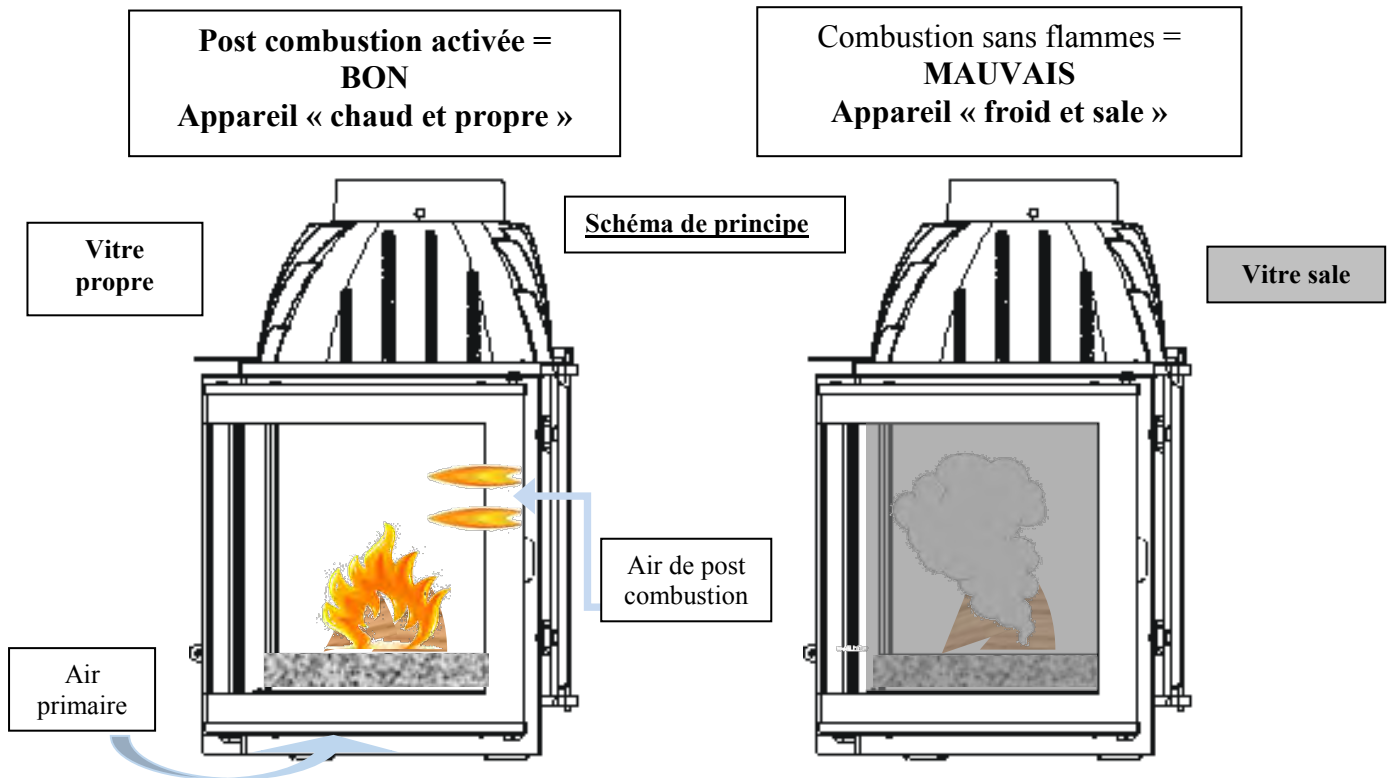 Post combustion activée =
BON
Appareil « chaud et propre »
Combustion sans flammes =
MAUVAIS
Appareil « froid et sale »
Schéma de principe
Vitre
propre
Vitre sale
Air de post
combustion
Air
primaire